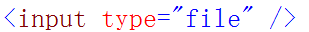 <input type="file" />